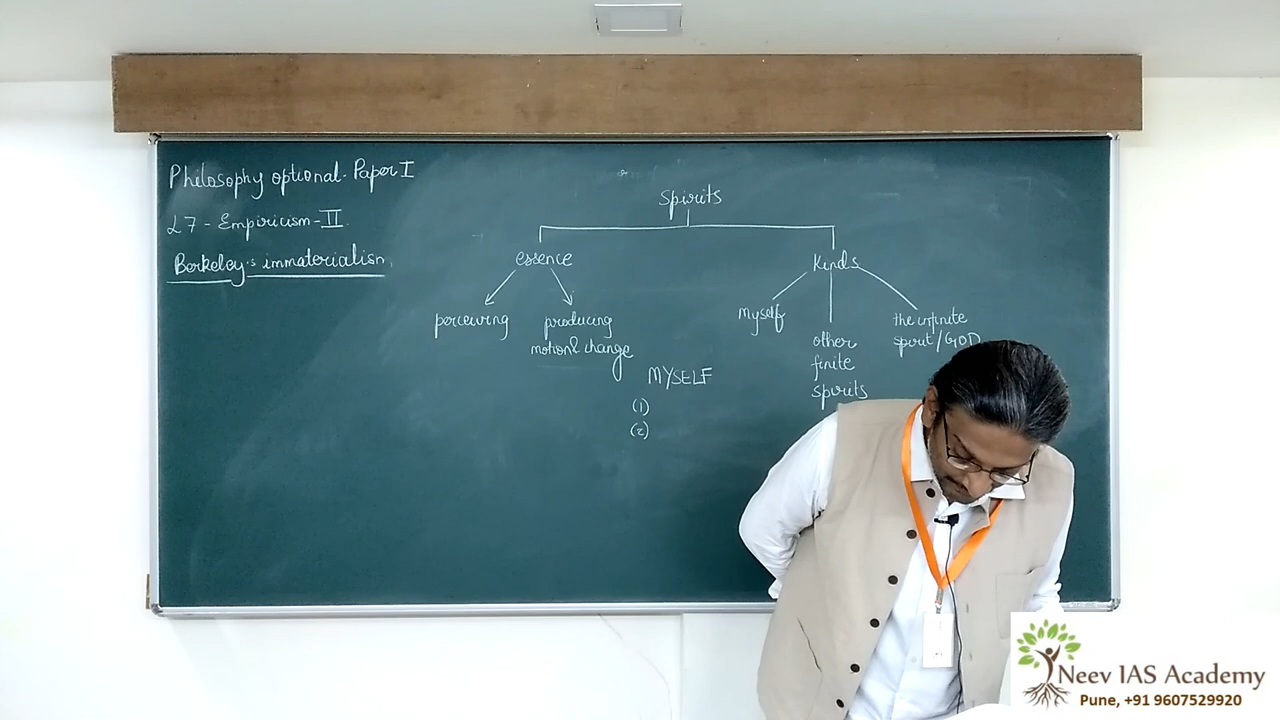 Philosophy optional. Paper I
L7 - Empiricism - II
Berkeley's immaterialism
Spirits
essence
Kinds
perceiving
producing
motion & change
myself
other
finite
spirits
the infinite
spirit/GOD
MYSELF
(1)
(2)
Neev IAS Academy
Pune, +91 9607529920